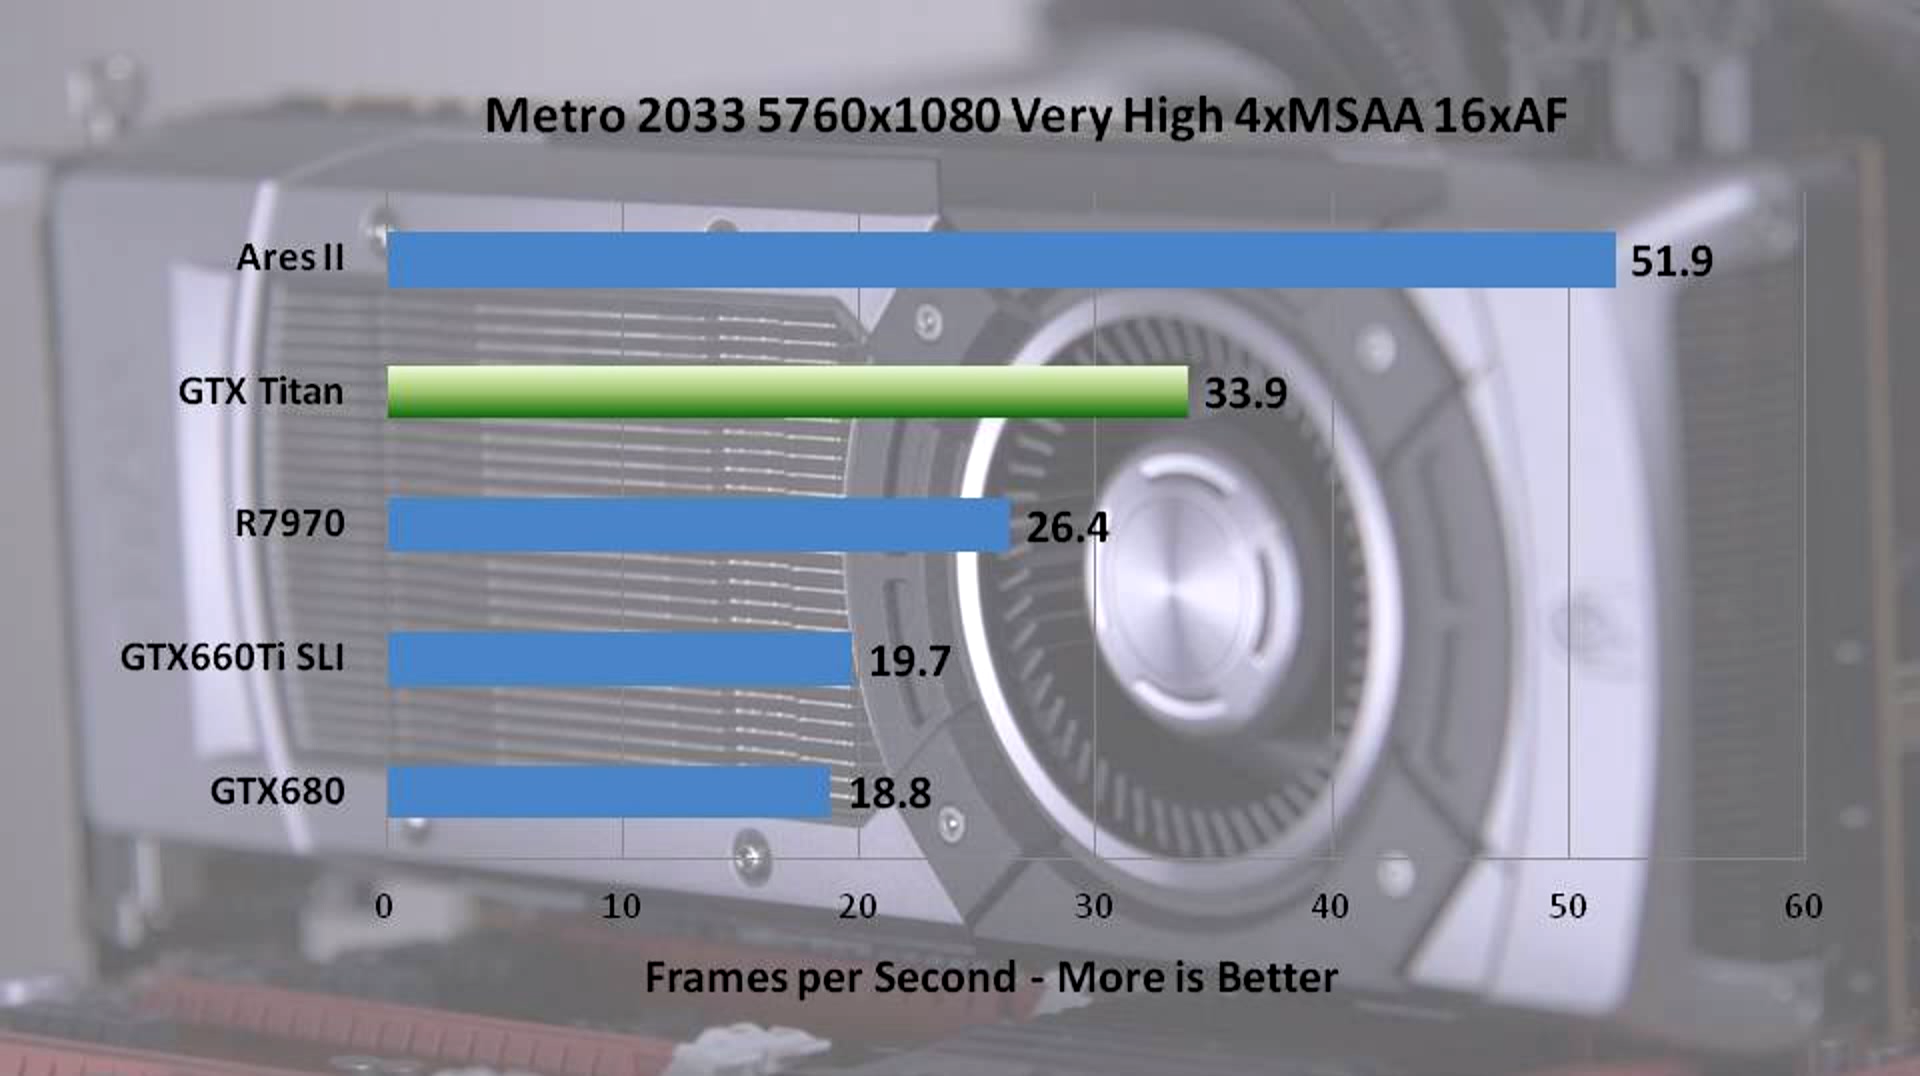 Metro 2033 5760x1080 Very High 4xMSAA 16xAF
Ares II 51.9
GTX Titan 33.9
R7970 26.4
GTX660Ti SLI 19.7
GTX680 18.8
0 10 20 30 40 50 60
Frames per Second - More is Better